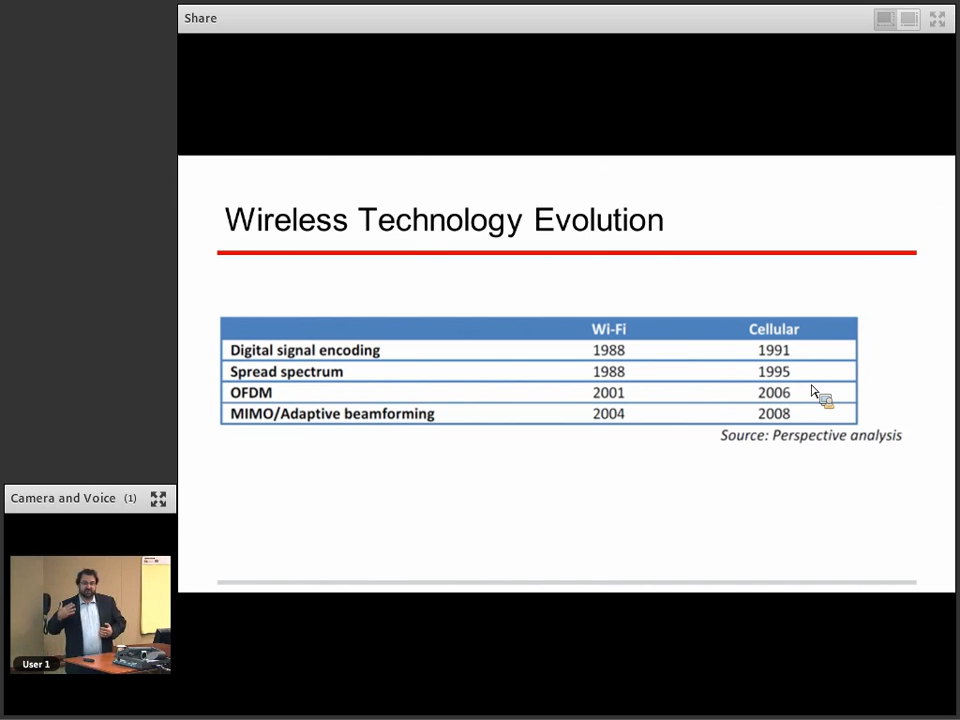 Share
Wireless Technology Evolution
Wi-Fi Cellular
Digital signal encoding 1988 1991
Spread spectrum 1988 1995
OFDM 2001 2006
MIMO/Adaptive beamforming 2004 2008
Source: Perspective analysis
Camera and Voice (1)
User 1